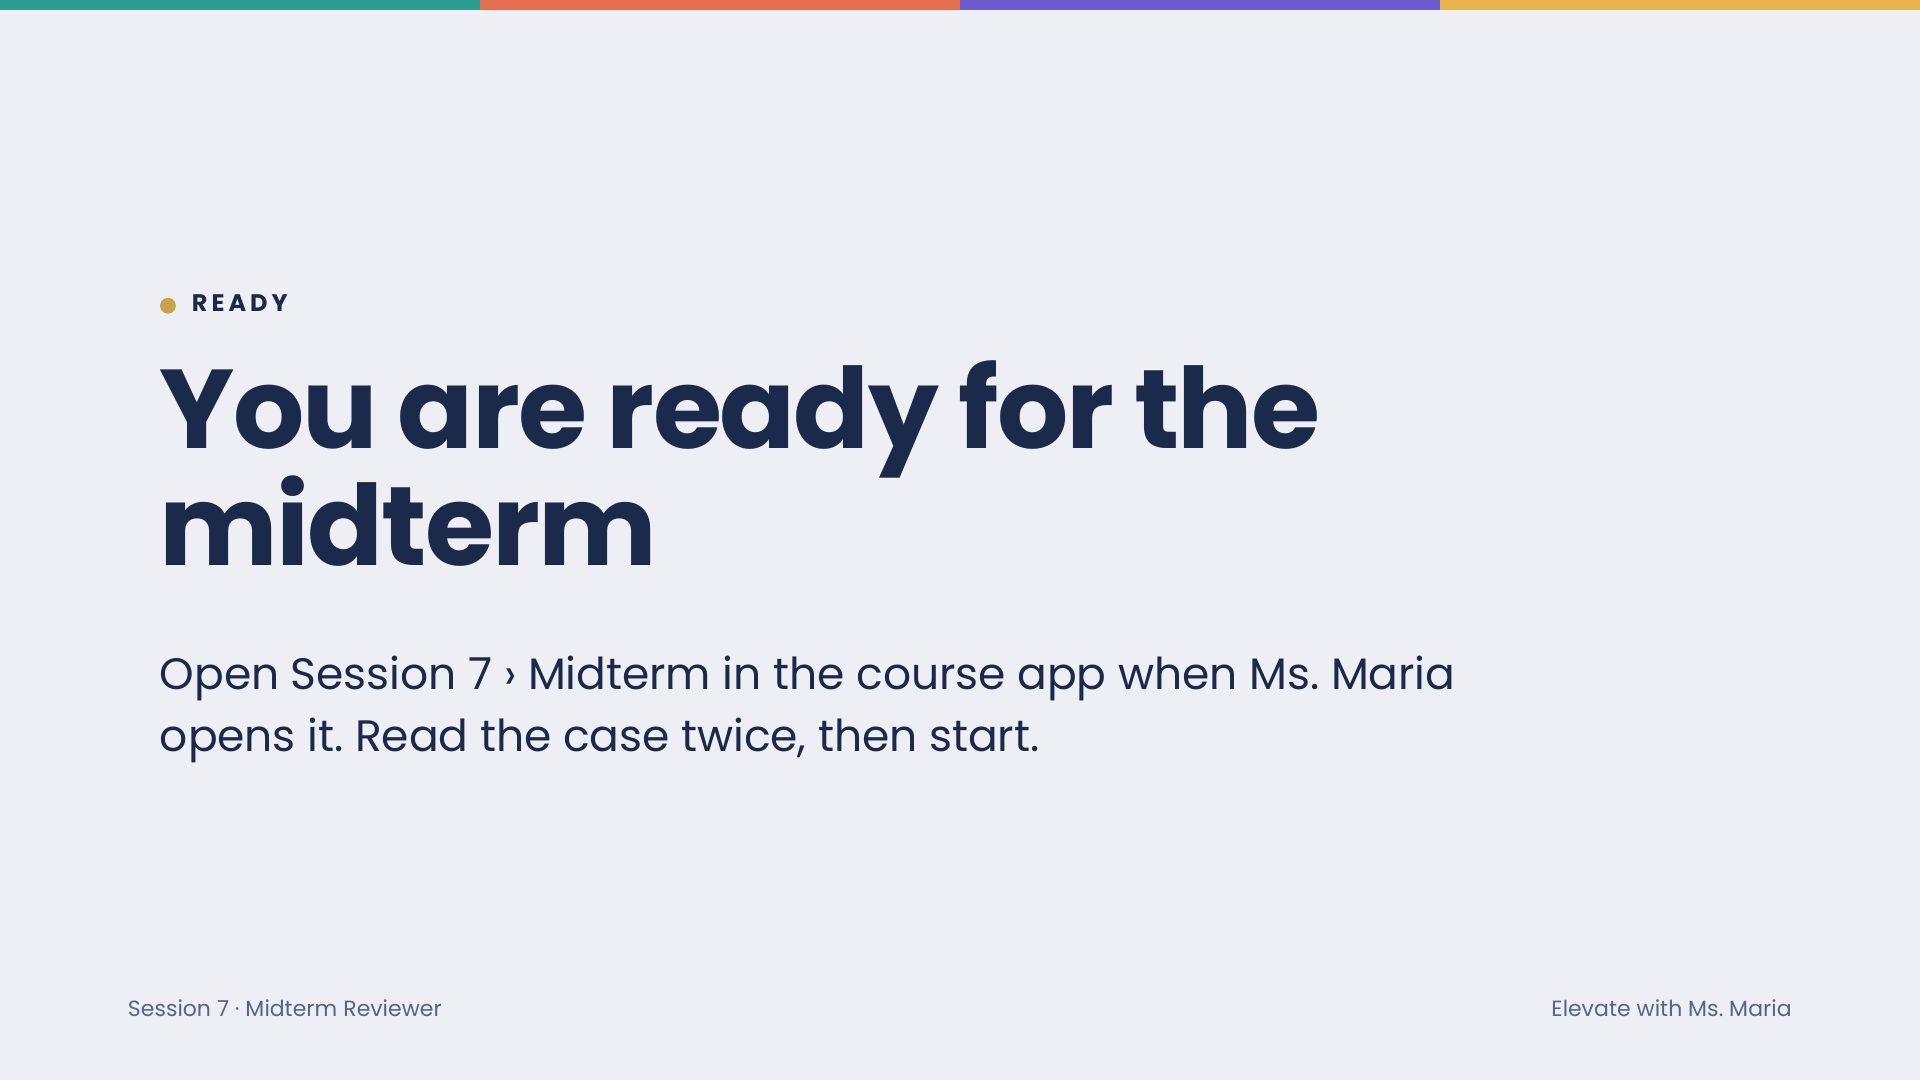 READY
You are ready for the
midterm
Open Session 7 › Midterm in the course app when Ms. Maria
opens it. Read the case twice, then start.
Session 7 · Midterm Reviewer
Elevate with Ms. Maria